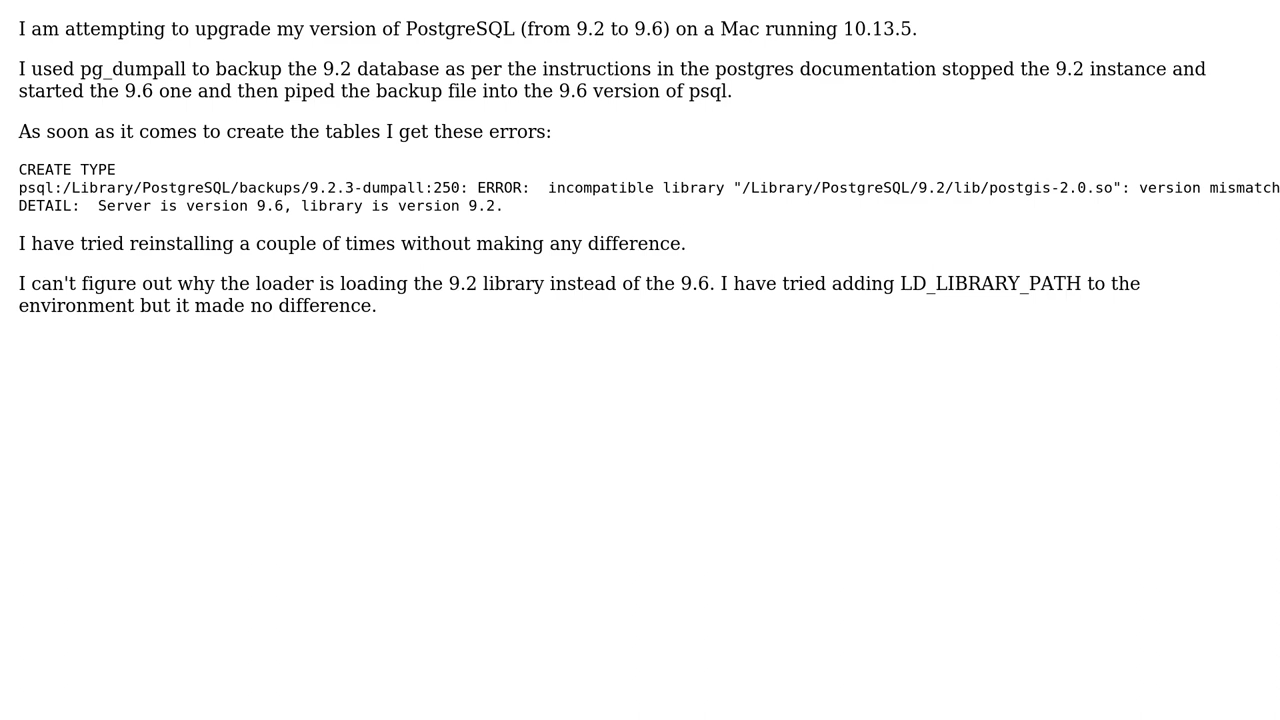 I am attempting to upgrade my version of PostgreSQL (from 9.2 to 9.6) on a Mac running 10.13.5.
I used pg_dumpall to backup the 9.2 database as per the instructions in the postgres documentation stopped the 9.2 instance and
started the 9.6 one and then piped the backup file into the 9.6 version of psql.
As soon as it comes to create the tables I get these errors:
CREATE TYPE
psql:/Library/PostgreSQL/backups/9.2.3-dumpall:250: ERROR:  incompatible library "/Library/PostgreSQL/9.2/lib/postgis-2.0.so": version mismatch
DETAIL:  Server is version 9.6, library is version 9.2.
I have tried reinstalling a couple of times without making any difference.
I can't figure out why the loader is loading the 9.2 library instead of the 9.6. I have tried adding LD_LIBRARY_PATH to the
environment but it made no difference.